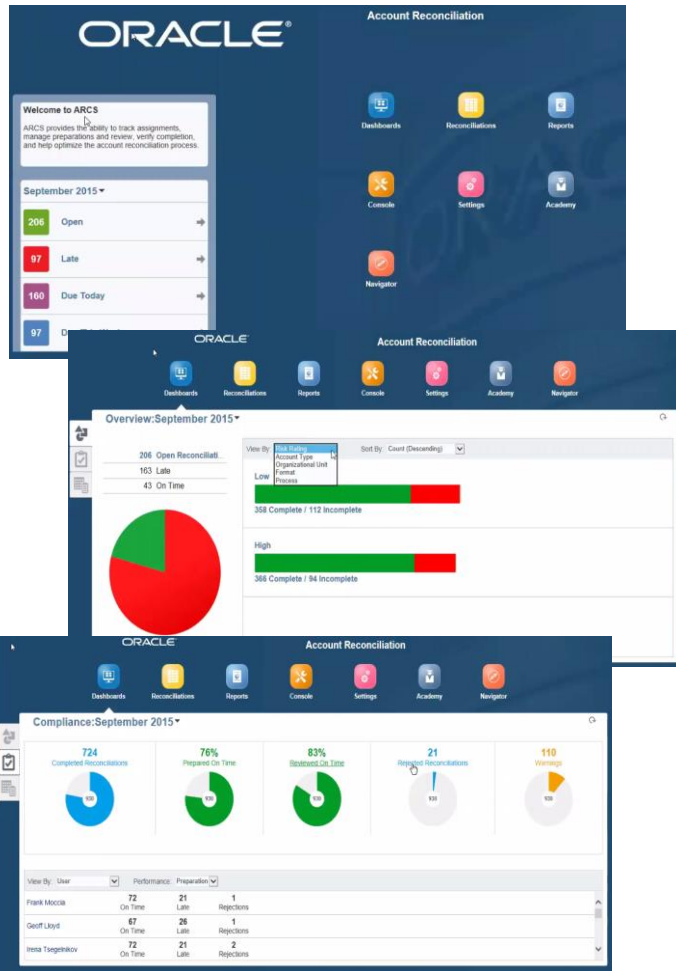 ORACLE®
Account Reconciliation
Welcome to ARCS
ARCS provides the ability to track assignments,
manage preparations and review, verify completion,
and help optimize the account reconciliation process.
Dashboards
Reconciliations
Reports
September 2015
206 Open
97 Late
160 Due Today
97
Console
Settings
Academy
Navigator
ORACLE
Account Reconciliation
Dashboards
Reconciliations
Reports
Console
Settings
Academy
Navigator
Overview:September 2015
206 Open Reconciliati...
163 Late
43 On Time
View By: Risk Rating
Account Type
Organizational Unit
Format
Process
Sort By: Count (Descending)
Low
358 Complete / 112 Incomplete
High
366 Complete / 94 Incomplete
ORACLE
Account Reconciliation
Dashboards
Reconciliations
Reports
Console
Settings
Academy
Navigator
Compliance:September 2015
724
Completed Reconciliations
930
76%
Prepared On Time
930
83%
Reviewed On Time
930
21
Rejected Reconciliations
930
110
Warnings
930
View By: User
Performance: Preparation
Frank Moccia
72
On Time
21
Late
1
Rejections
Geoff Lloyd
67
On Time
26
Late
1
Rejections
Irena Tsegelnikov
72
On Time
21
Late
2
Rejections